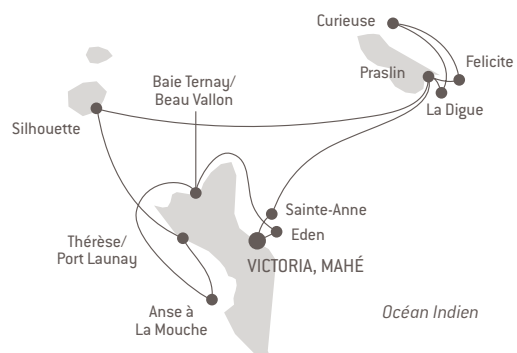 Curieuse
Felicite
Praslin
La Digue
Baie Ternay/
Beau Vallon
Silhouette
Sainte-Anne
Eden
VICTORIA, MAHÉ
Thérèse/
Port Launay
Anse à
La Mouche
Océan Indien